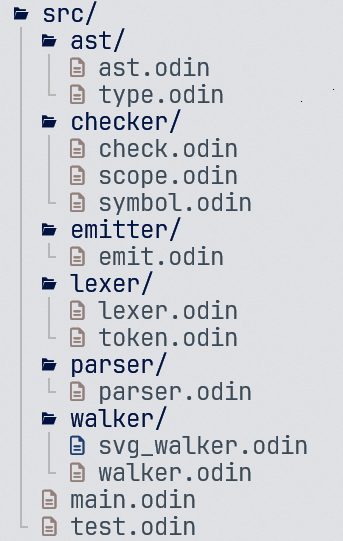 src/
ast/
ast.odin
type.odin
checker/
check.odin
scope.odin
symbol.odin
emitter/
emit.odin
lexer/
lexer.odin
token.odin
parser/
parser.odin
walker/
svg_walker.odin
walker.odin
main.odin
test.odin